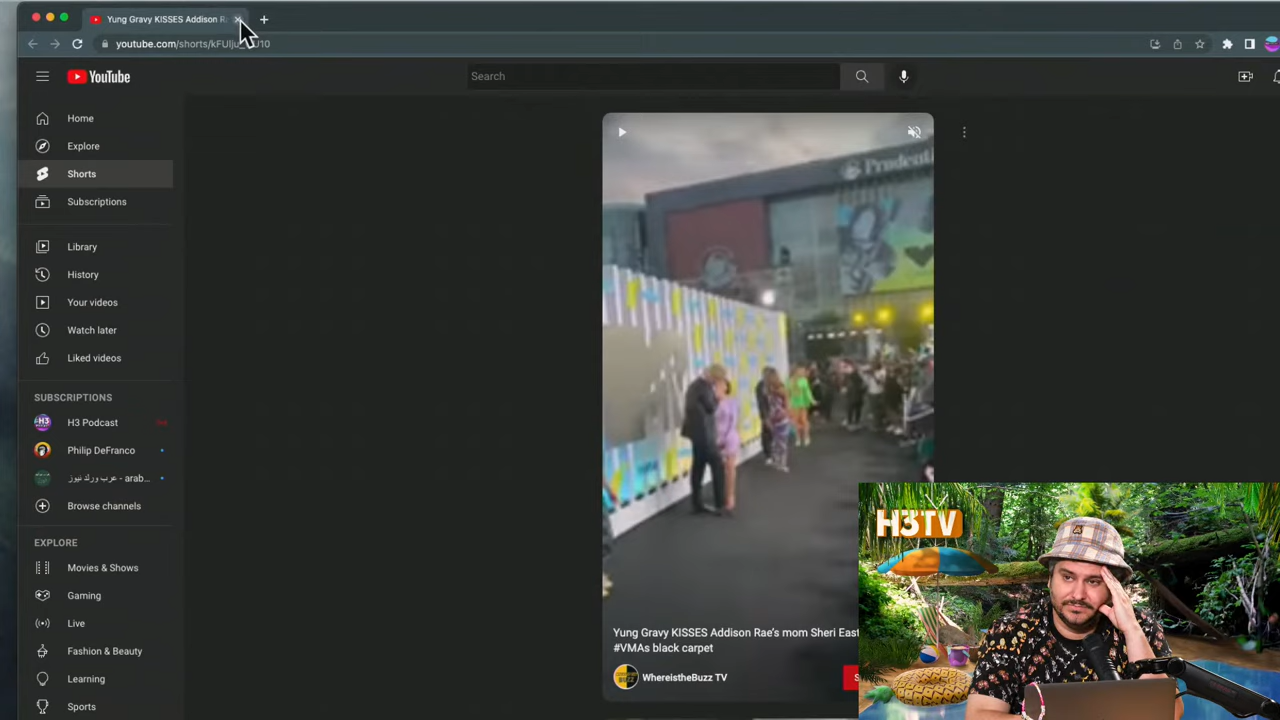 Yung Gravy KISSES Addison R
youtube.com/shorts/kFUIju
YouTube
Search
Home
Explore
Shorts
Subscriptions
Library
History
Your videos
Watch later
Liked videos
SUBSCRIPTIONS
H3 Podcast
Philip DeFranco
عرب ورك نيوز - arab...
Browse channels
EXPLORE
Movies & Shows
Gaming
Live
Fashion & Beauty
Learning
Sports
Prudenti
Yung Gravy KISSES Addison Rae's mom Sheri East
#VMAs black carpet
WhereistheBuzz TV
S
H3TV